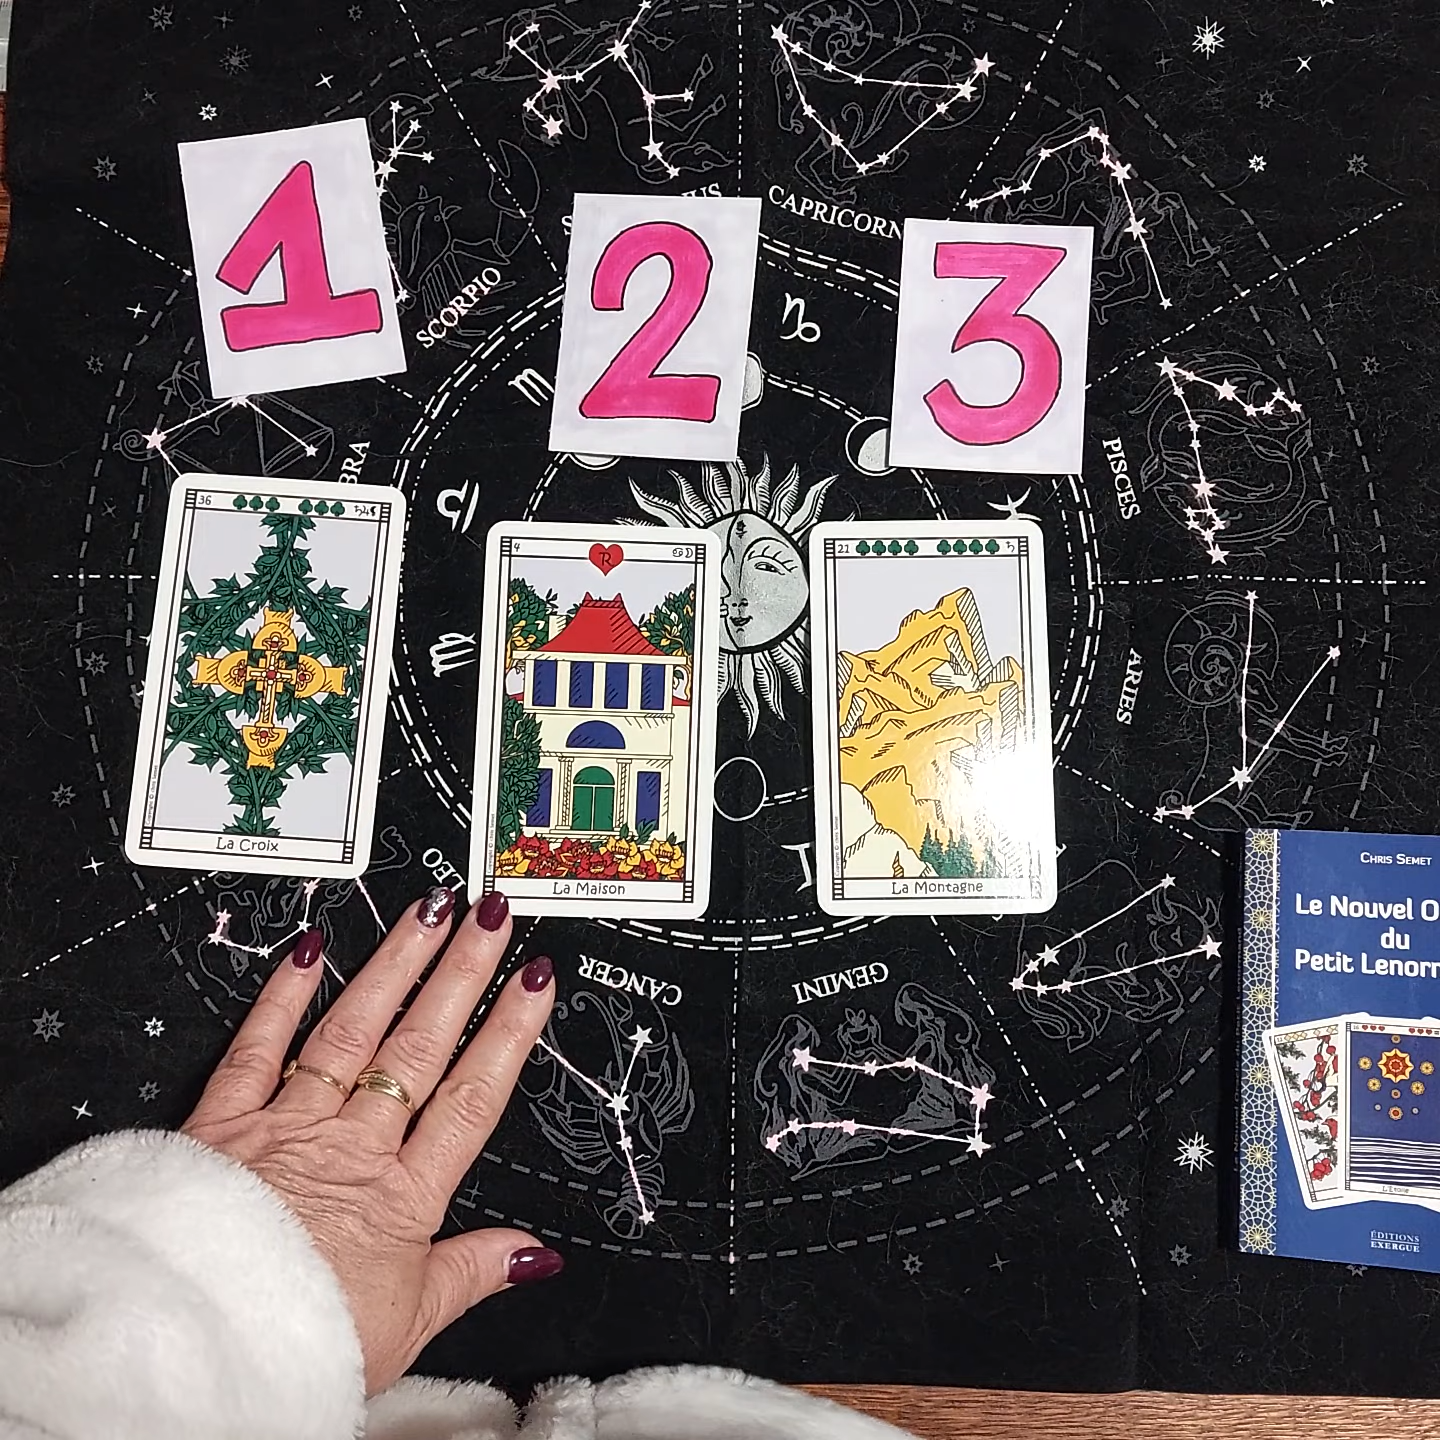 1
2
3
CAPRICORN
SCORPIO
PISCES
ARIES
LEO
CANCER
GEMINI
36
La Croix
4
R
La Maison
21
La Montagne
CHRIS SEMET
Le Nouvel O
du
Petit Lenorm
L'Etoile
ÉDITIONS
EXERGUE